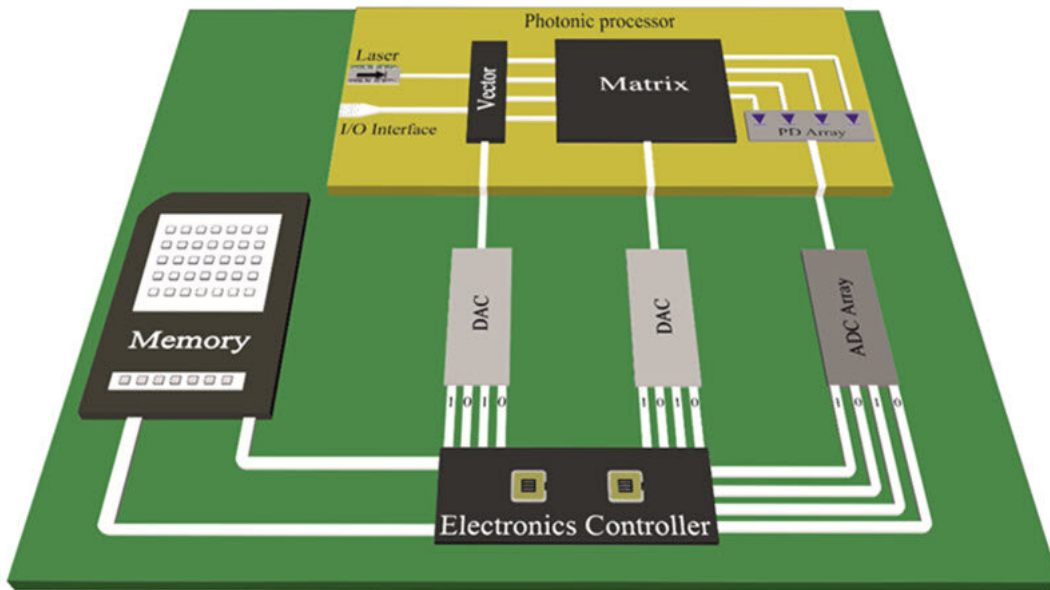 Photonic processor
Laser
Vector
Matrix
I/O Interface
PD Array
DAC
DAC
ADC Array
Memory
1 0 1 0
1 0 1 0
1 0 1 0
Electronics Controller